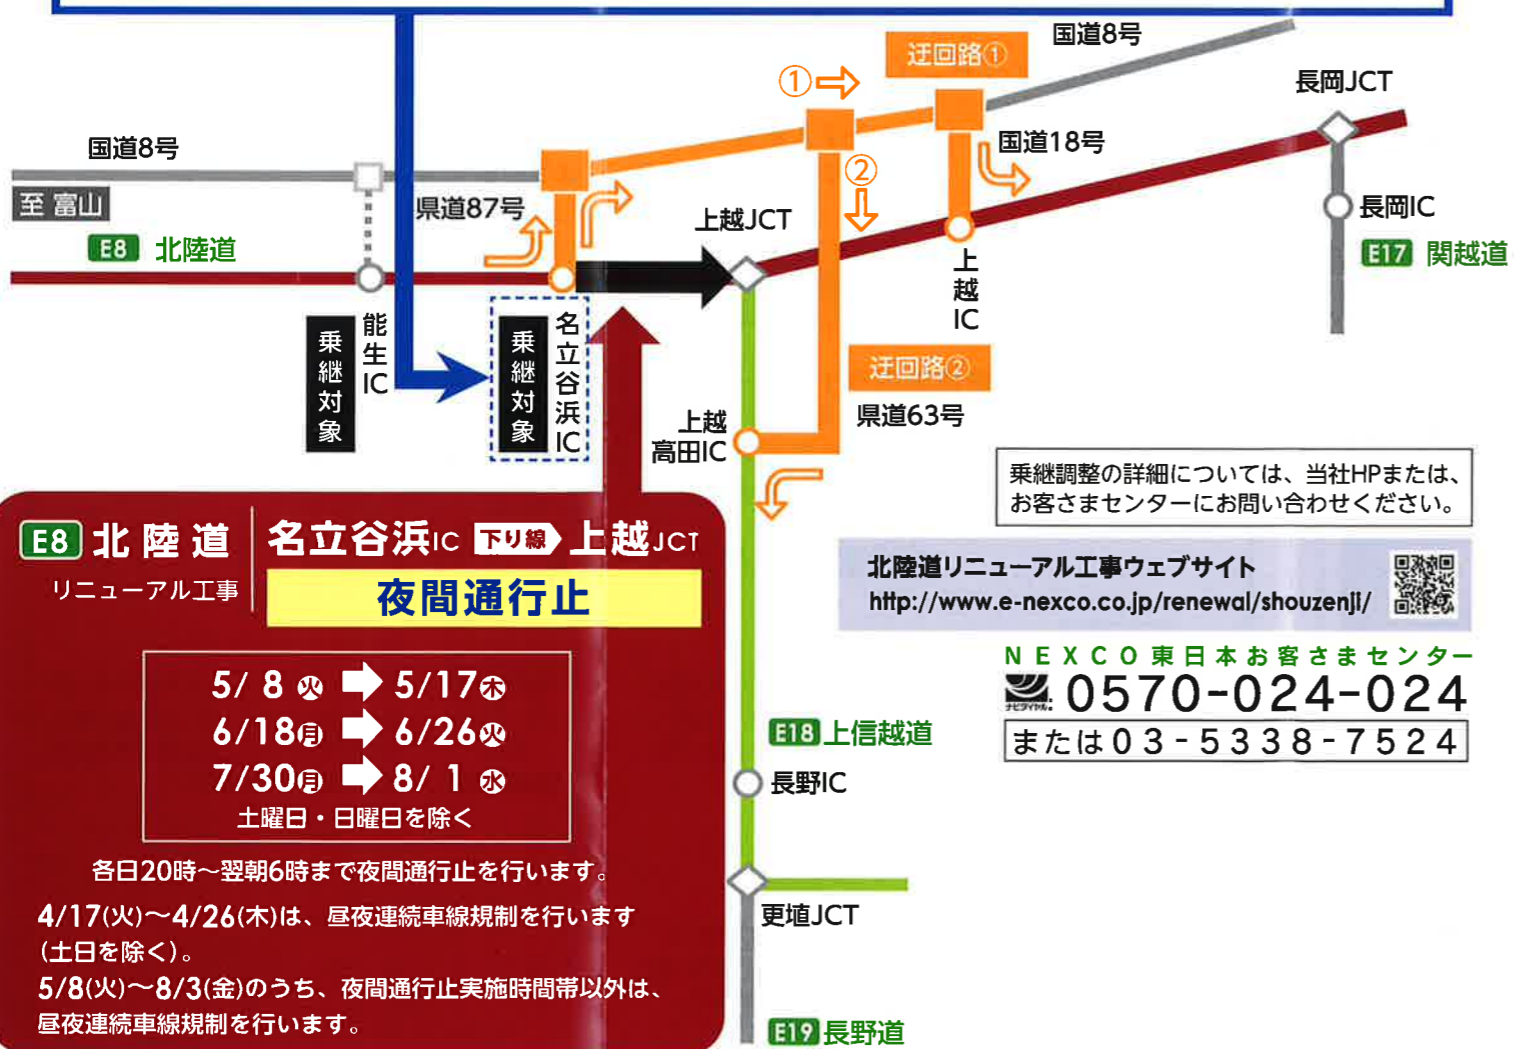 国道8号
迂回路①
①
長岡JCT
国道8号
国道18号
②
至 富山
県道87号
上越JCT
長岡IC
E8 北陸道
E17 関越道
上越IC
能生IC
乗継対象
名立谷浜IC
乗継対象
迂回路②
県道63号
上越
高田IC
乗継調整の詳細については、当社HPまたは、
お客さまセンターにお問い合わせください。
E8 北陸道
リニューアル工事
名立谷浜IC 下り線 上越JCT
夜間通行止
北陸道リニューアル工事ウェブサイト
http://www.e-nexco.co.jp/renewal/shouzenji/
NEXCO東日本お客さまセンター
ナビダイヤル
0570-024-024
または03-5338-7524
5/8火 5/17木
6/18月 6/26火
7/30月 8/1水
土曜日・日曜日を除く
各日20時～翌朝6時まで夜間通行止を行います。
4/17(火)～4/26(木)は、昼夜連続車線規制を行います
(土日を除く)。
5/8(火)～8/3(金)のうち、夜間通行止実施時間帯以外は、
昼夜連続車線規制を行います。
E18 上信越道
長野IC
更埴JCT
E19 長野道